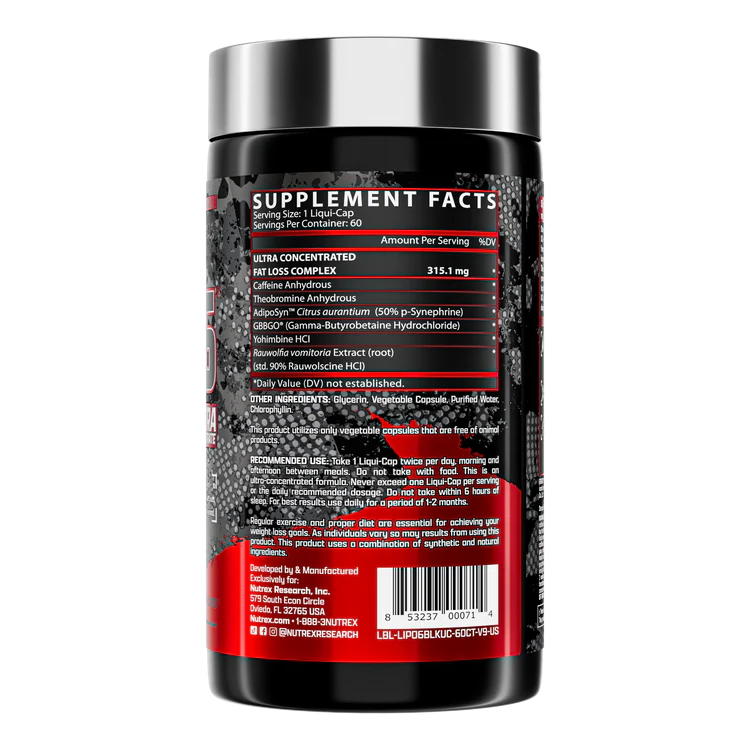 SUPPLEMENT FACTS
Serving Size: 1 Liqui-Cap
Servings Per Container: 60
Amount Per Serving %DV
ULTRA CONCENTRATED
FAT LOSS COMPLEX 315.1 mg *
Caffeine Anhydrous *
Theobromine Anhydrous *
AdipoSyn™ Citrus aurantium (50% p-Synephrine) *
GBBGO® (Gamma-Butyrobetaine Hydrochloride) *
Yohimbine HCl *
Rauwolfia vomitoria Extract (root) *
(std. 90% Rauwolscine HCl)
*Daily Value (DV) not established.
OTHER INGREDIENTS: Glycerin, Vegetable Capsule, Purified Water,
Chlorophyllin.
This product utilizes only vegetable capsules that are free of animal
products.
RECOMMENDED USE: Take 1 Liqui-Cap twice per day, morning and
afternoon between meals. Do not take with food. This is an
ultra-concentrated formula. Never exceed one Liqui-Cap per serving
or the daily recommended dosage. Do not take within 6 hours of
sleep. For best results use daily for a period of 1-2 months.
Regular exercise and proper diet are essential for achieving your
weight loss goals. As individuals vary so may results from using this
product. This product uses a combination of synthetic and natural
ingredients.
Developed by & Manufactured
Exclusively for:
Nutrex Research, Inc.
579 South Econ Circle
Oviedo, FL 32765 USA
Nutrex.com • 1-888-3NUTREX
@NUTREXRESEARCH
8 53237 00071 4
LBL-LIPO6BLKUC-60CT-V9-US